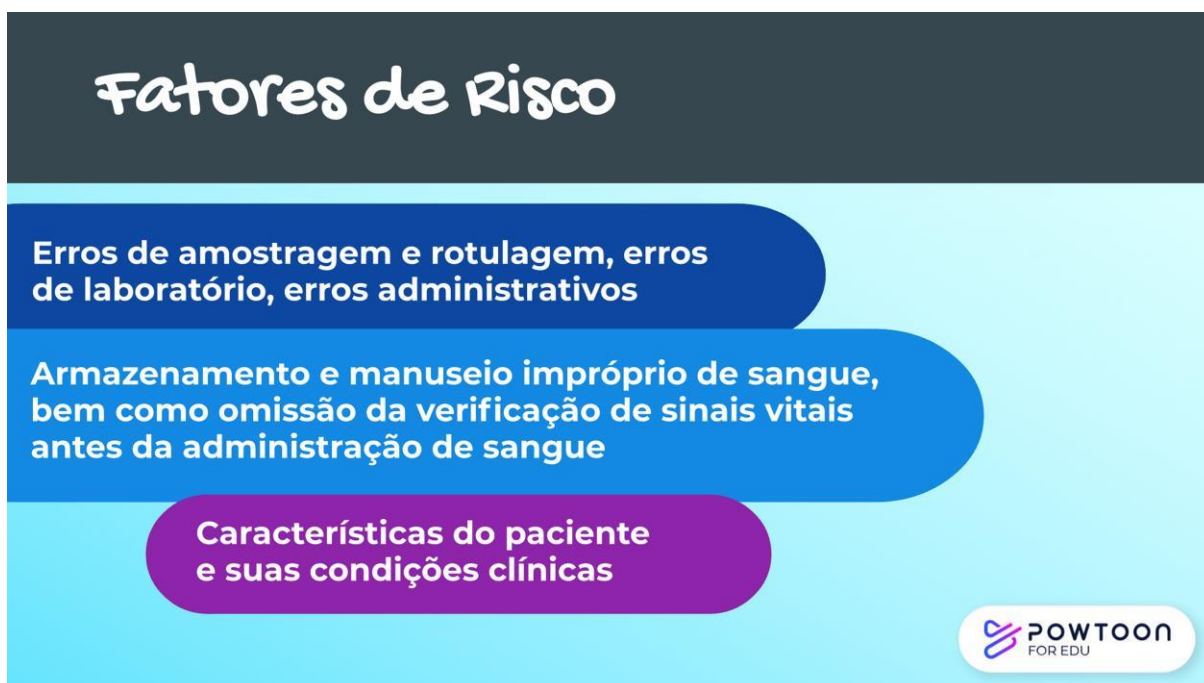 Fatores de Risco
Erros de amostragem e rotulagem, erros
de laboratório, erros administrativos
Armazenamento e manuseio impróprio de sangue,
bem como omissão da verificação de sinais vitais
antes da administração de sangue
Características do paciente
e suas condições clínicas
POWTOON
FOR EDU